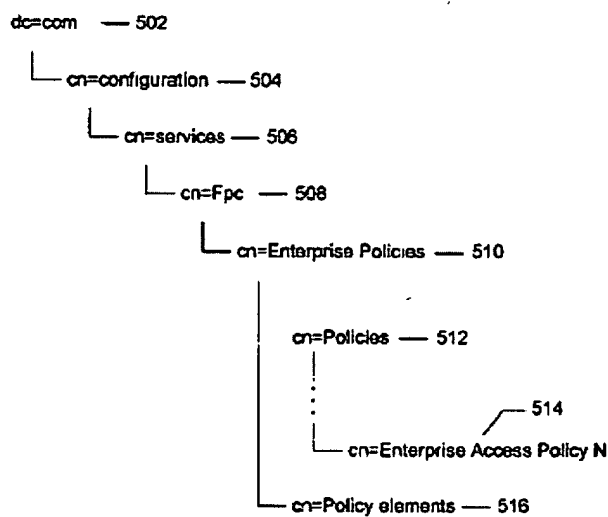 dc=com — 502
cn=configuration — 504
cn=services — 506
cn=Fpc — 508
cn=Enterprise Policies — 510
cn=Policies — 512
514
cn=Enterprise Access Policy N
cn=Policy elements — 516